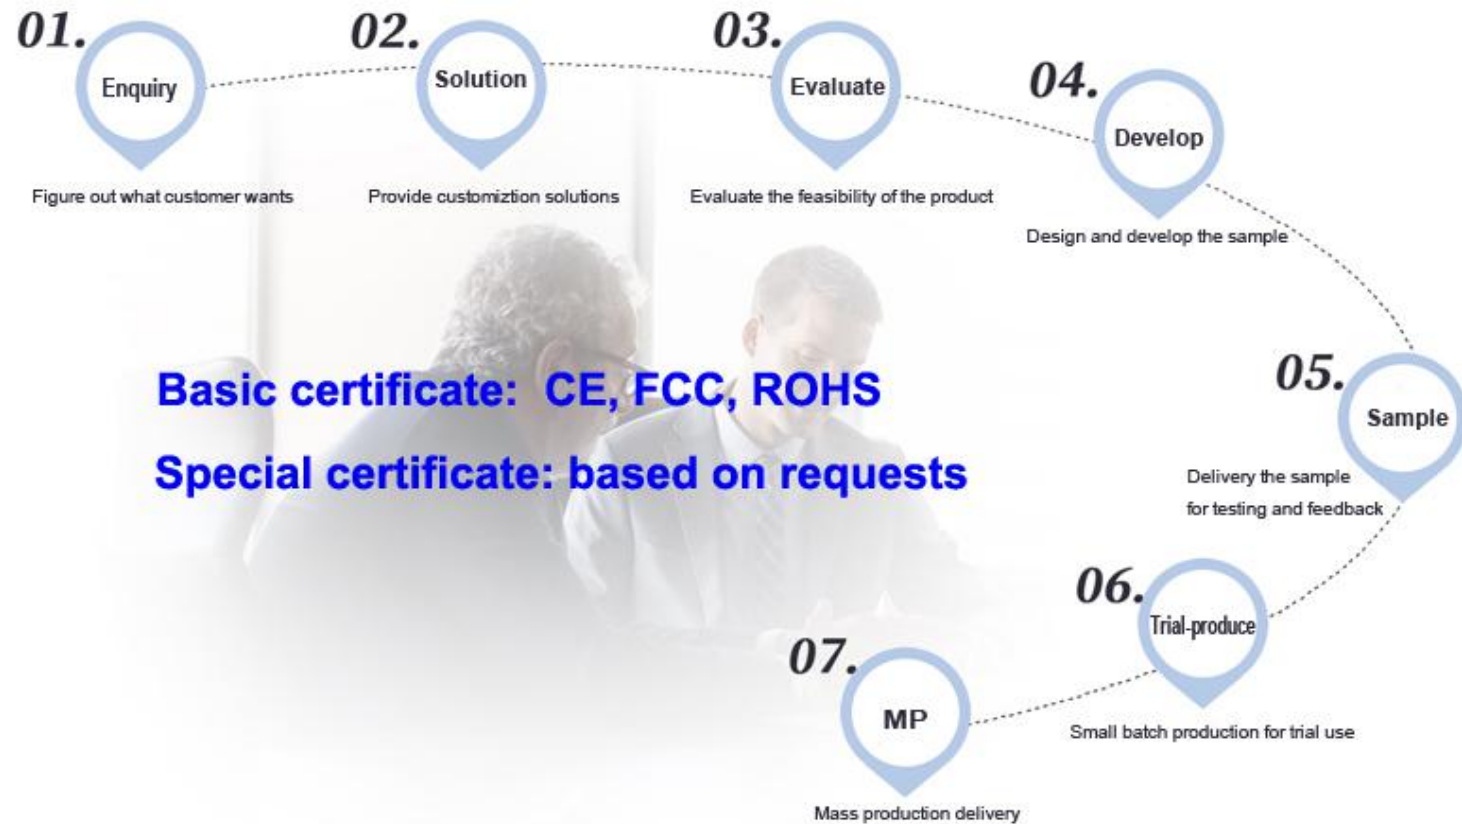 01.
Enquiry
Figure out what customer wants
02.
Solution
Provide customiztion solutions
03.
Evaluate
Evaluate the feasibility of the product
04.
Develop
Design and develop the sample
Basic certificate: CE, FCC, ROHS
Special certificate: based on requests
05.
Sample
Delivery the sample
for testing and feedback
06.
Trial-produce
Small batch production for trial use
07.
MP
Mass production delivery